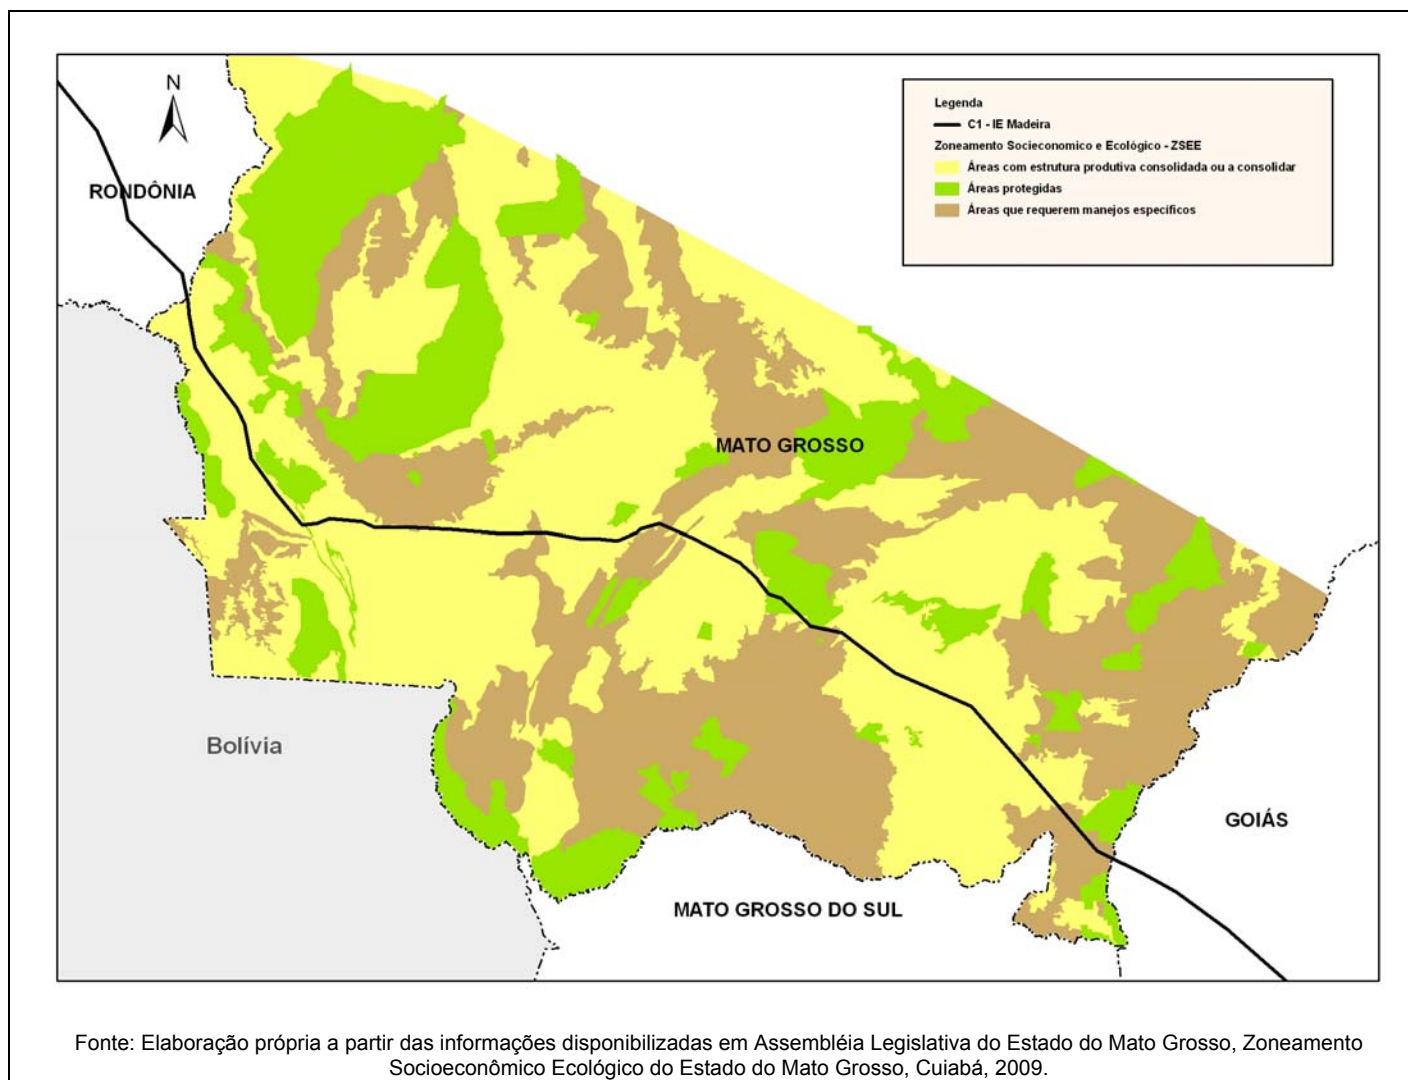 N
Legenda
C1 - IE Madeira
Zoneamento Socieconomico e Ecológico - ZSEE
Áreas com estrutura produtiva consolidada ou a consolidar
Áreas protegidas
Áreas que requerem manejos específicos
RONDÔNIA
MATO GROSSO
Bolívia
GOIÁS
MATO GROSSO DO SUL
Fonte: Elaboração própria a partir das informações disponibilizadas em Assembléia Legislativa do Estado do Mato Grosso, Zoneamento
Socioeconômico Ecológico do Estado do Mato Grosso, Cuiabá, 2009.